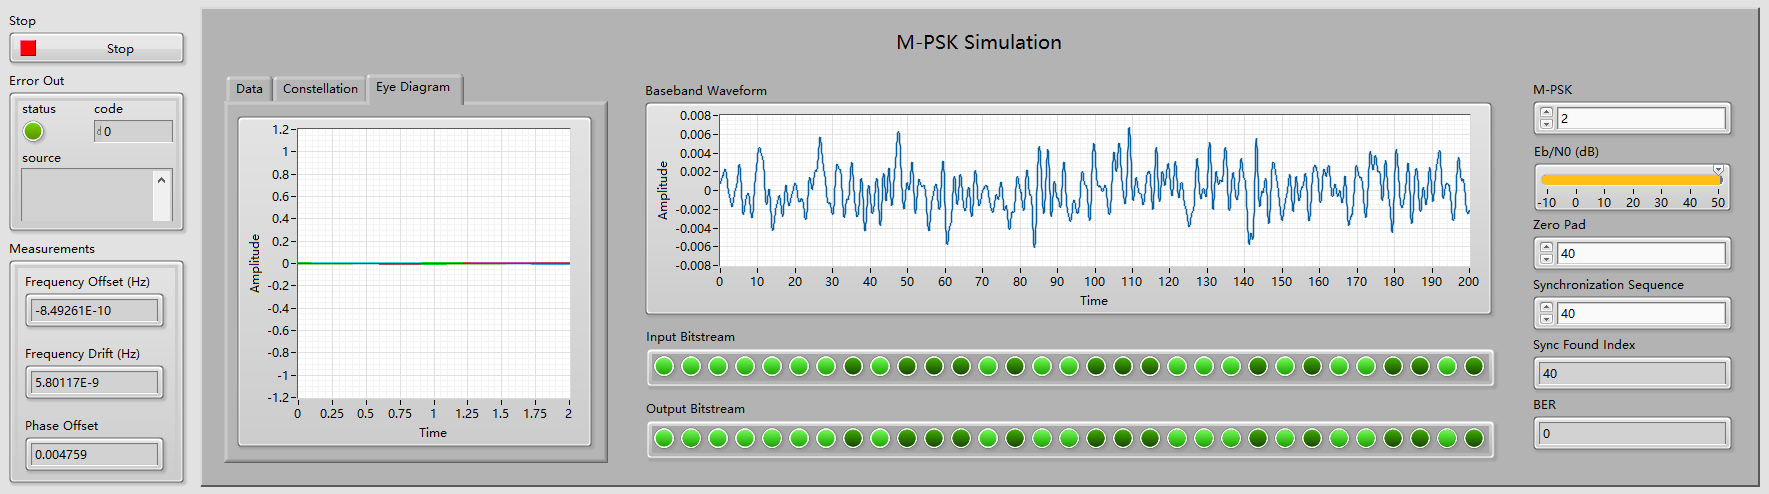 Stop
Stop
Error Out
status
code
d 0
source
Measurements
Frequency Offset (Hz)
-8.49261E-10
Frequency Drift (Hz)
5.80117E-9
Phase Offset
0.004759
M-PSK Simulation
Data
Constellation
Eye Diagram
Amplitude
1.2
1
0.8
0.6
0.4
0.2
0
-0.2
-0.4
-0.6
-0.8
-1
-1.2
0 0.25 0.5 0.75 1 1.25 1.5 1.75 2
Time
Baseband Waveform
Amplitude
0.008
0.006
0.004
0.002
0
-0.002
-0.004
-0.006
-0.008
0 10 20 30 40 50 60 70 80 90 100 110 120 130 140 150 160 170 180 190 200
Time
Input Bitstream
Output Bitstream
M-PSK
2
Eb/N0 (dB)
-10 0 10 20 30 40 50
Zero Pad
40
Synchronization Sequence
40
Sync Found Index
40
BER
0